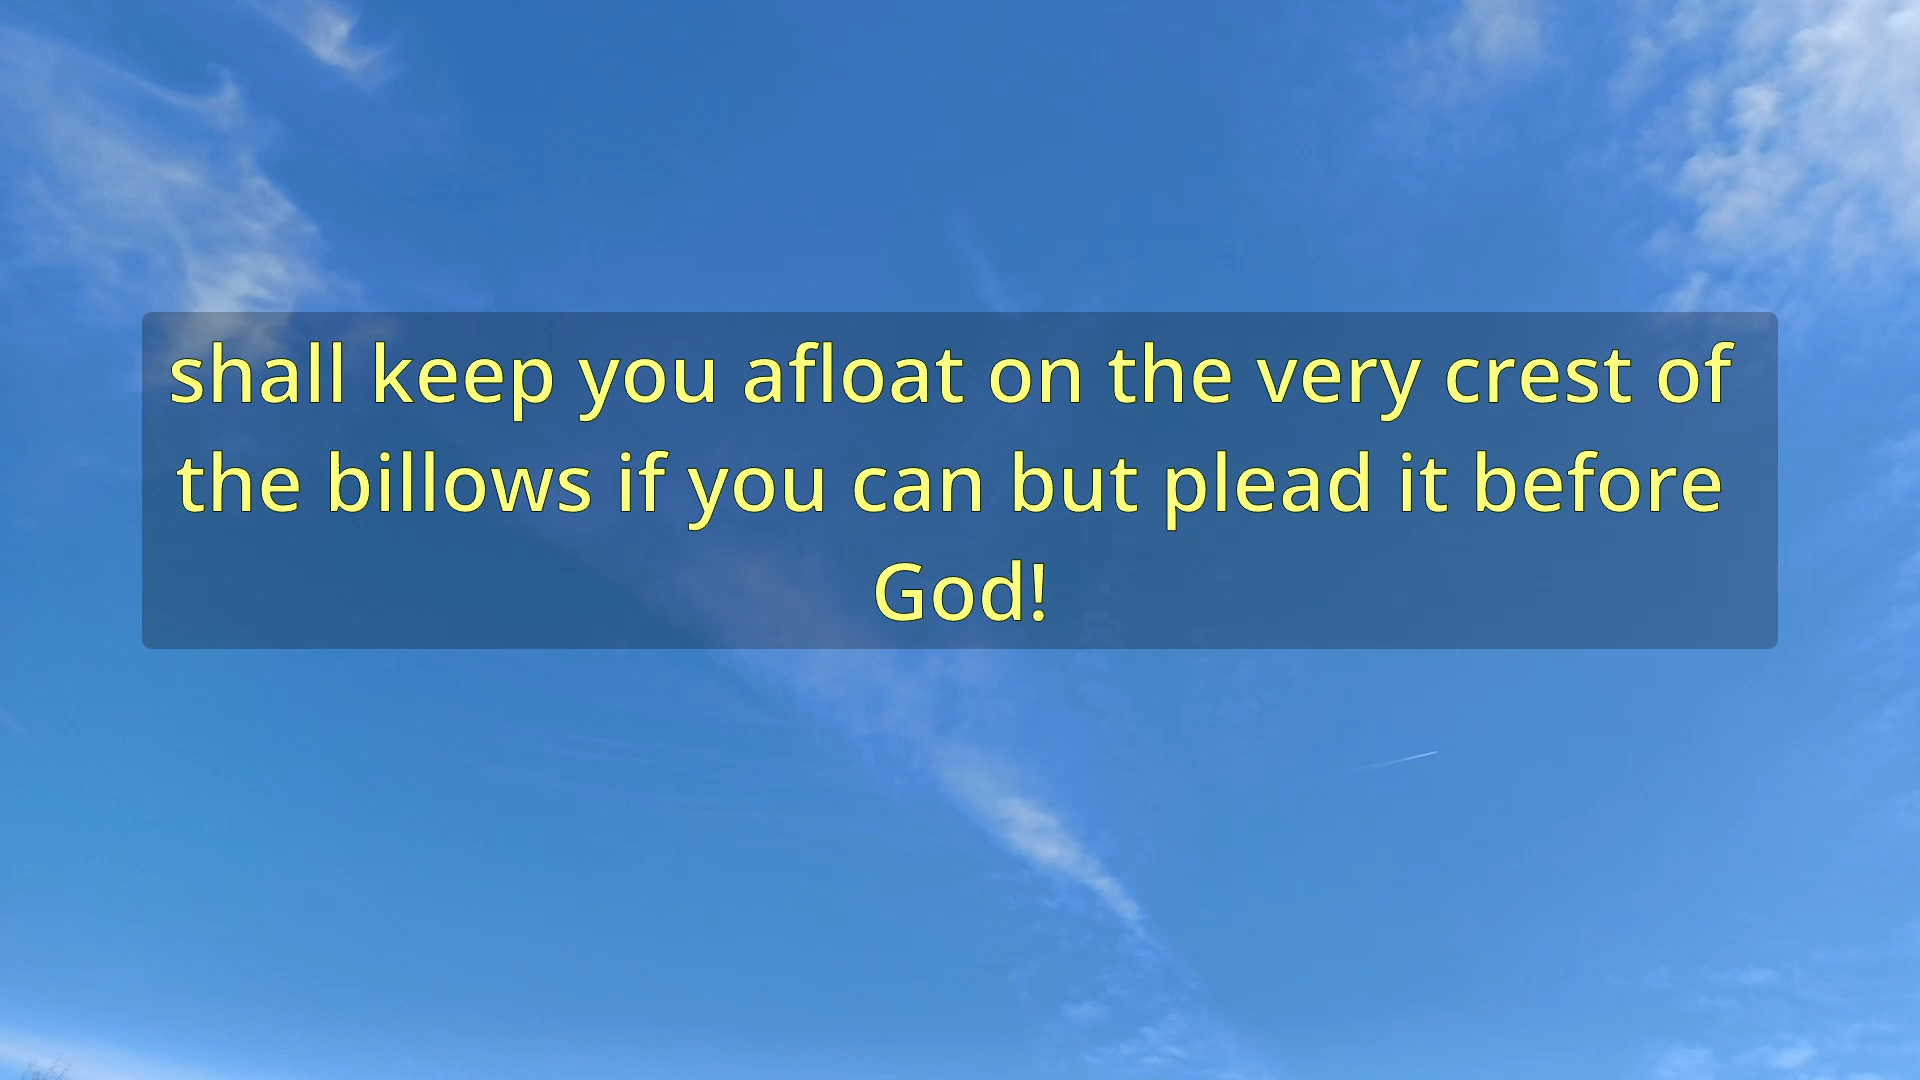 shall keep you afloat on the very crest of
the billows if you can but plead it before
God!